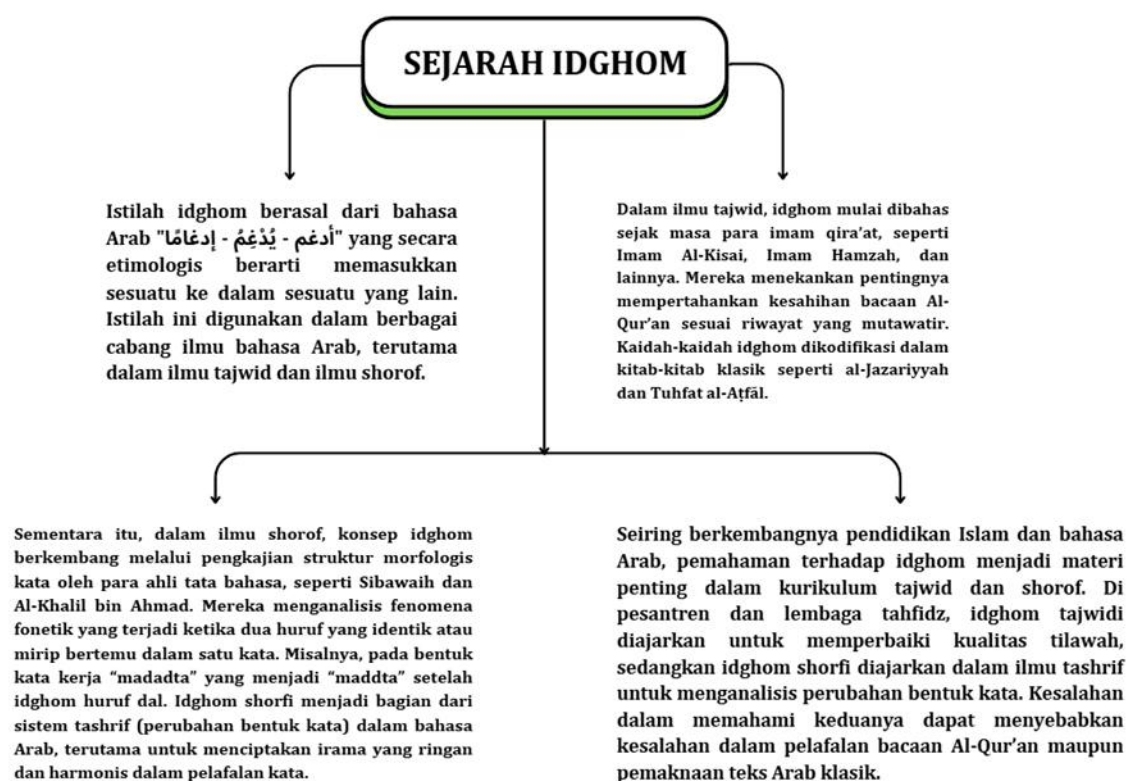 SEJARAH IDGHOM
Istilah idghom berasal dari bahasa
Arab "أدغم - يُدْغِمُ - إدغامًا" yang secara
etimologis berarti memasukkan
sesuatu ke dalam sesuatu yang lain.
Istilah ini digunakan dalam berbagai
cabang ilmu bahasa Arab, terutama
dalam ilmu tajwid dan ilmu shorof.
Dalam ilmu tajwid, idghom mulai dibahas
sejak masa para imam qira’at, seperti
Imam Al-Kisai, Imam Hamzah, dan
lainnya. Mereka menekankan pentingnya
mempertahankan kesahihan bacaan Al-
Qur’an sesuai riwayat yang mutawatir.
Kaidah-kaidah idghom dikodifikasi dalam
kitab-kitab klasik seperti al-Jazariyyah
dan Tuhfat al-Aṭfāl.
Sementara itu, dalam ilmu shorof, konsep idghom
berkembang melalui pengkajian struktur morfologis
kata oleh para ahli tata bahasa, seperti Sibawaih dan
Al-Khalil bin Ahmad. Mereka menganalisis fenomena
fonetik yang terjadi ketika dua huruf yang identik atau
mirip bertemu dalam satu kata. Misalnya, pada bentuk
kata kerja “madadta” yang menjadi “maddta” setelah
idghom huruf dal. Idghom shorfi menjadi bagian dari
sistem tashrif (perubahan bentuk kata) dalam bahasa
Arab, terutama untuk menciptakan irama yang ringan
dan harmonis dalam pelafalan kata.
Seiring berkembangnya pendidikan Islam dan bahasa
Arab, pemahaman terhadap idghom menjadi materi
penting dalam kurikulum tajwid dan shorof. Di
pesantren dan lembaga tahfidz, idghom tajwidi
diajarkan untuk memperbaiki kualitas tilawah,
sedangkan idghom shorfi diajarkan dalam ilmu tashrif
untuk menganalisis perubahan bentuk kata. Kesalahan
dalam memahami keduanya dapat menyebabkan
kesalahan dalam pelafalan bacaan Al-Qur’an maupun
pemaknaan teks Arab klasik.